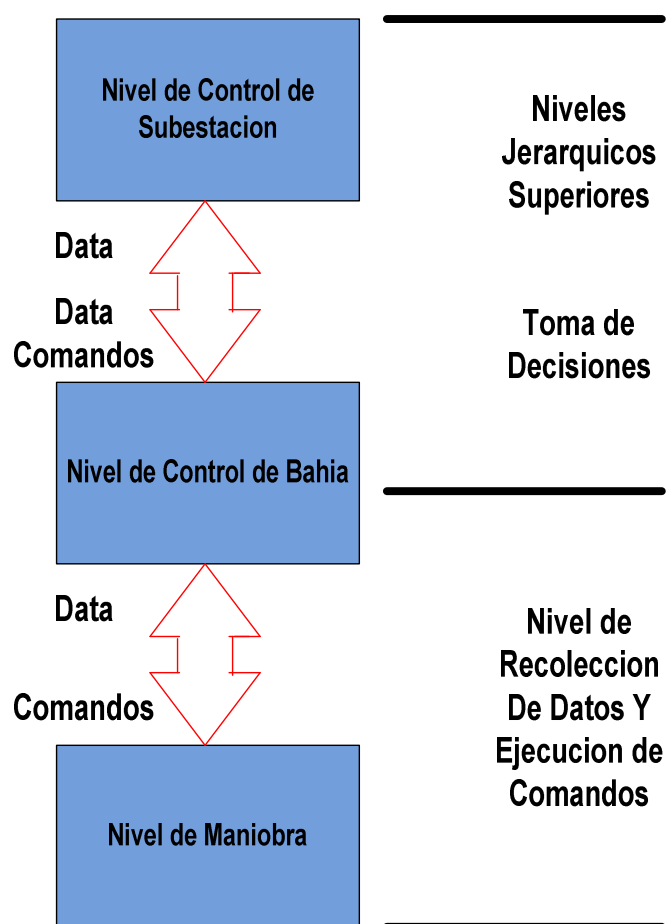 Nivel de Control de
Subestacion
Niveles
Jerarquicos
Superiores
Data
Data
Comandos
Toma de
Decisiones
Nivel de Control de Bahia
Data
Comandos
Nivel de
Recoleccion
De Datos Y
Ejecucion de
Comandos
Nivel de Maniobra